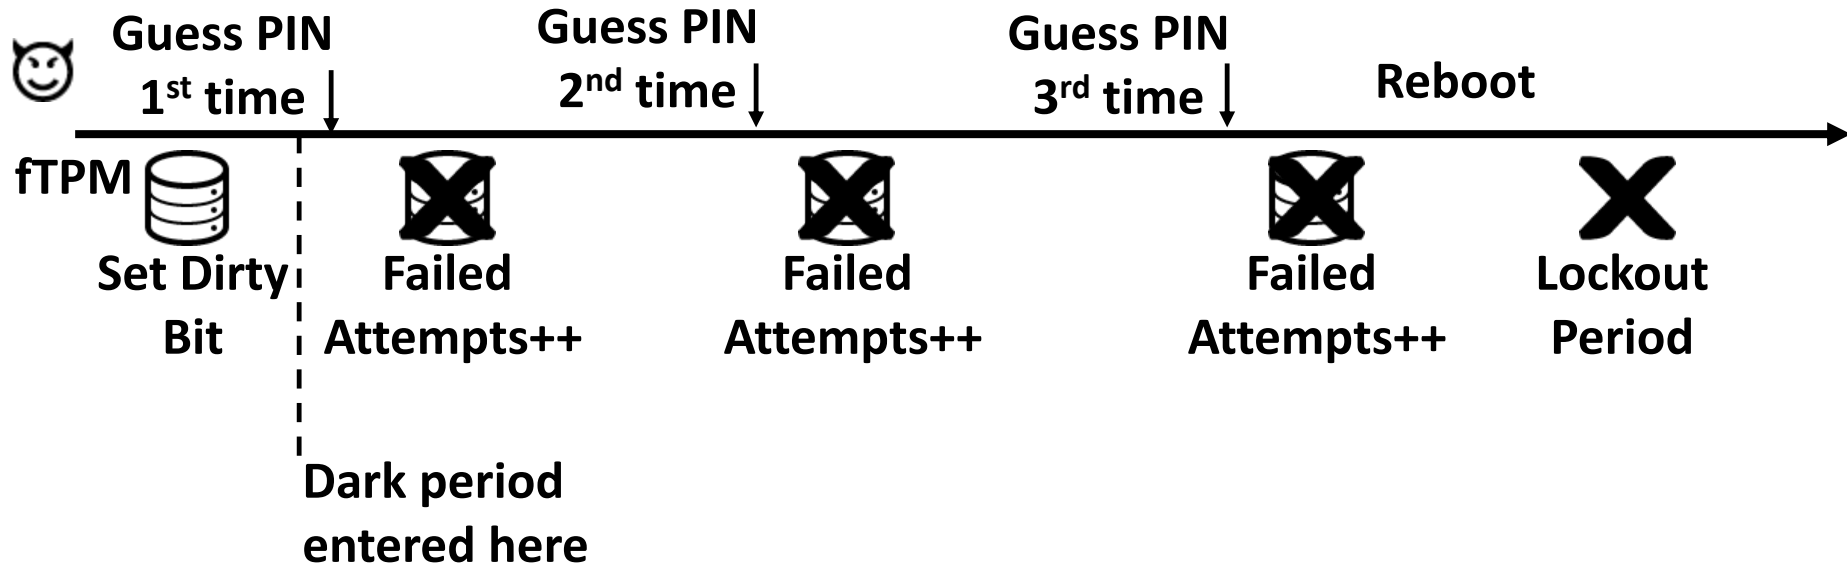 Guess PIN
1st time
Guess PIN
2nd time
Guess PIN
3rd time
Reboot
fTPM
Set Dirty
Bit
Failed
Attempts++
Failed
Attempts++
Failed
Attempts++
Lockout
Period
Dark period
entered here